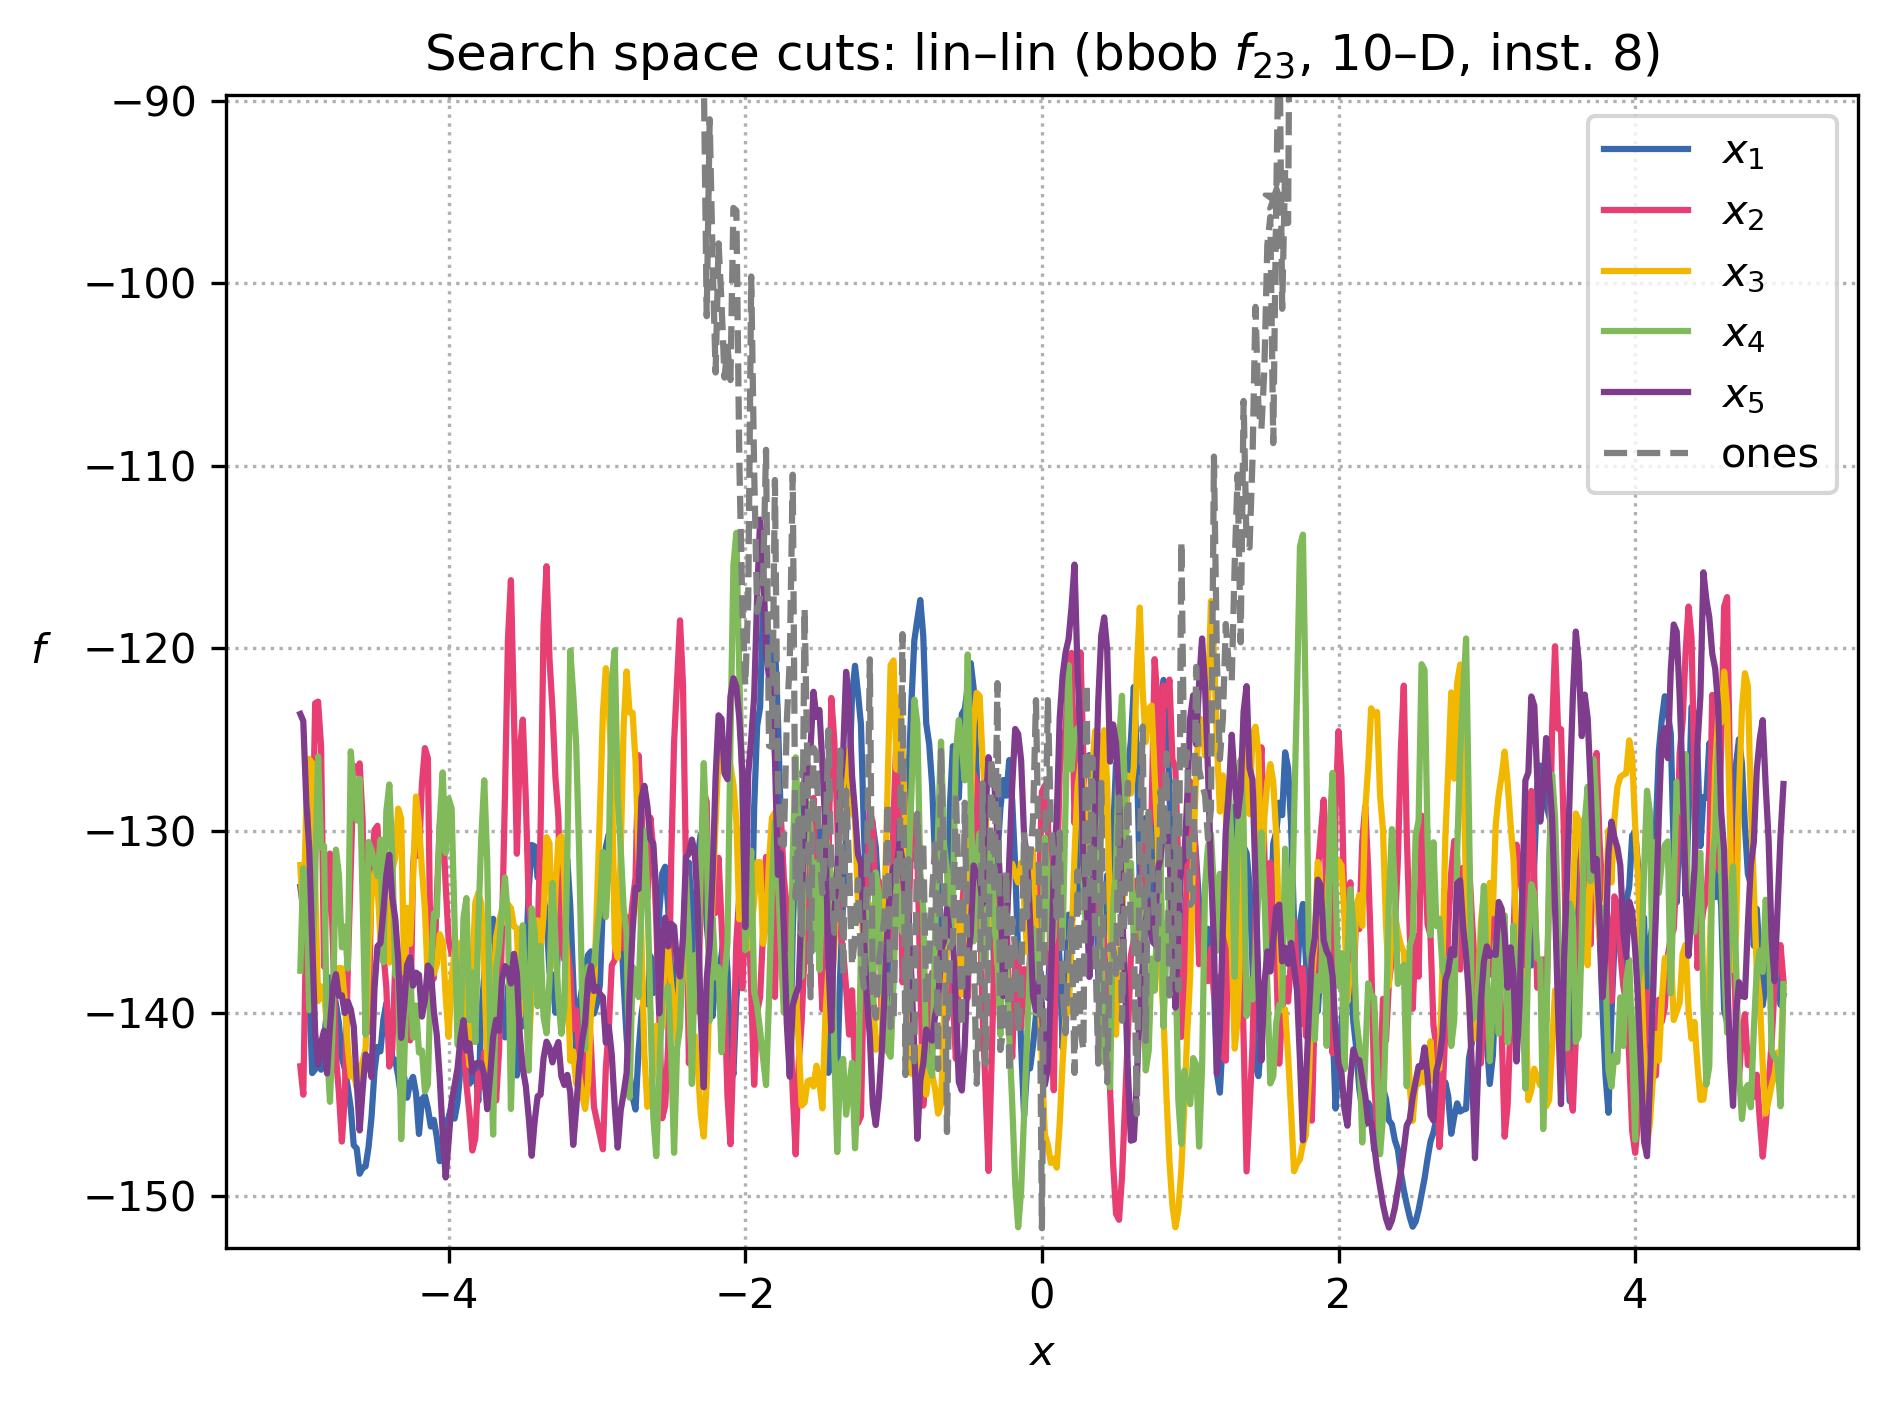 Search space cuts: lin–lin (bbob f23, 10–D, inst. 8)
−90
−100
−110
−120
−130
−140
−150
f
−4
−2
0
2
4
x
x1
x2
x3
x4
x5
ones